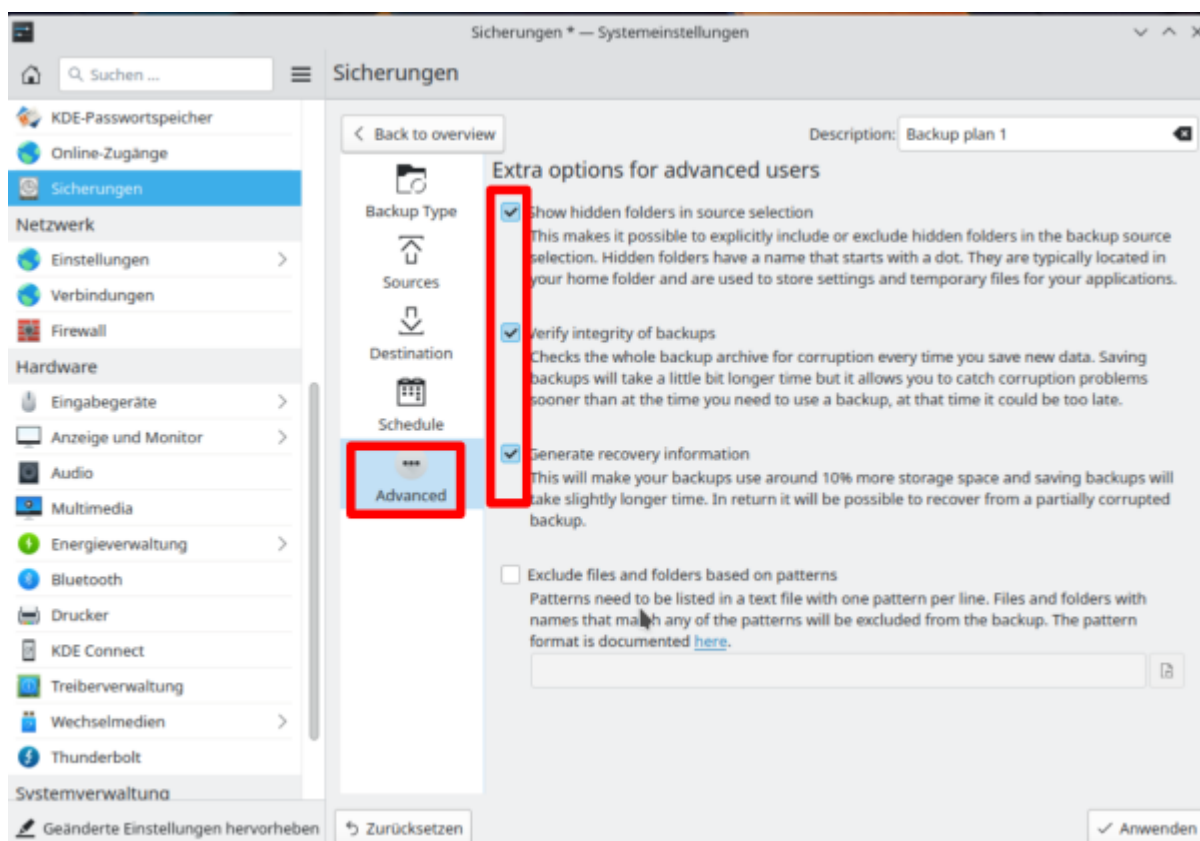 Sicherungen * — Systemeinstellungen
Suchen ...
Sicherungen
KDE-Passwortspeicher
Online-Zugänge
Sicherungen
Netzwerk
Einstellungen
Verbindungen
Firewall
Hardware
Eingabegeräte
Anzeige und Monitor
Audio
Multimedia
Energieverwaltung
Bluetooth
Drucker
KDE Connect
Treiberverwaltung
Wechselmedien
Thunderbolt
Systemverwaltung
Geänderte Einstellungen hervorheben
Back to overview
Description: Backup plan 1
Backup Type
Sources
Destination
Schedule
Advanced
Extra options for advanced users
Show hidden folders in source selection
This makes it possible to explicitly include or exclude hidden folders in the backup source
selection. Hidden folders have a name that starts with a dot. They are typically located in
your home folder and are used to store settings and temporary files for your applications.
Verify integrity of backups
Checks the whole backup archive for corruption every time you save new data. Saving
backups will take a little bit longer time but it allows you to catch corruption problems
sooner than at the time you need to use a backup, at that time it could be too late.
Generate recovery information
This will make your backups use around 10% more storage space and saving backups will
take slightly longer time. In return it will be possible to recover from a partially corrupted
backup.
Exclude files and folders based on patterns
Patterns need to be listed in a text file with one pattern per line. Files and folders with
names that match any of the patterns will be excluded from the backup. The pattern
format is documented here.
Zurücksetzen
Anwenden